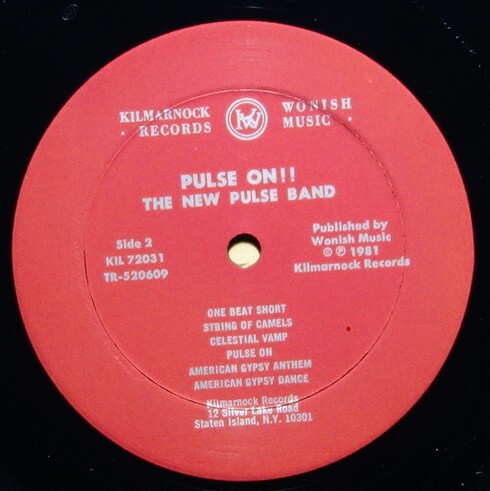 KILMARNOCK RECORDS
KW
WONISH MUSIC
PULSE ON!!
THE NEW PULSE BAND
Side 2
KIL 72031
TR-520609
Published by
Wonish Music
© ℗ 1981
Kilmarnock Records
ONE BEAT SHORT
STRING OF CAMELS
CELESTIAL VAMP
PULSE ON
AMERICAN GYPSY ANTHEM
AMERICAN GYPSY DANCE
Kilmarnock Records
12 Silver Lake Road
Staten Island, N.Y. 10301